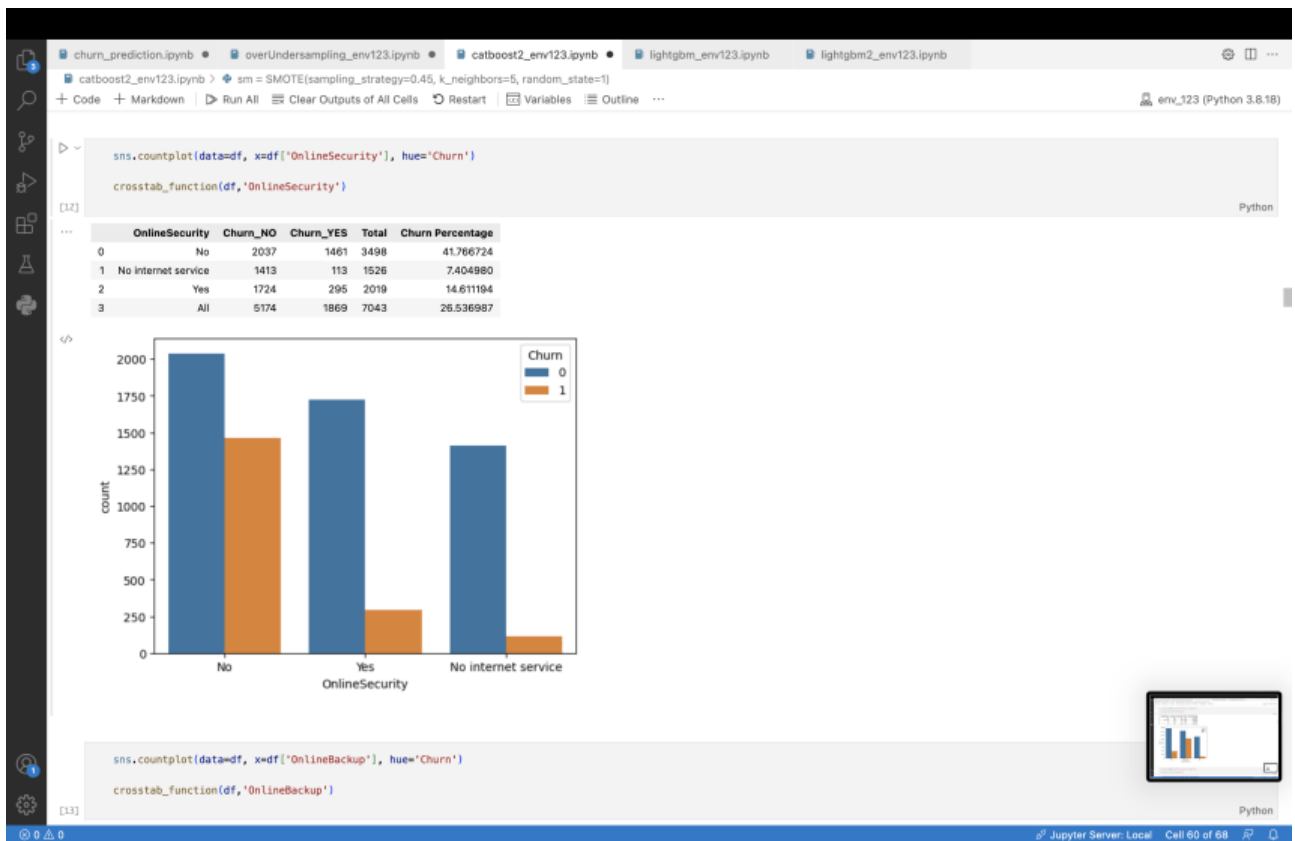 churn_prediction.ipynb ● overUndersampling_env123.ipynb ● catboost2_env123.ipynb ● lightgbm_env123.ipynb lightgbm2_env123.ipynb ...
catboost2_env123.ipynb > sm = SMOTE(sampling_strategy=0.45, k_neighbors=5, random_state=1)
+ Code + Markdown Run All Clear Outputs of All Cells Restart Variables Outline ... env_123 (Python 3.8.18)
sns.countplot(data=df, x=df['OnlineSecurity'], hue='Churn')
crosstab_function(df,'OnlineSecurity')
[12] Python
...
OnlineSecurity Churn_NO Churn_YES Total Churn Percentage
0 No 2037 1461 3498 41.766724
1 No internet service 1413 113 1526 7.404980
2 Yes 1724 295 2019 14.611194
3 All 5174 1869 7043 26.536987
</>
Churn
0
1
2000
1750
1500
1250
1000
750
500
250
0
count
No Yes No internet service
OnlineSecurity
sns.countplot(data=df, x=df['OnlineBackup'], hue='Churn')
crosstab_function(df,'OnlineBackup')
[13] Python
3
1
0 0 Jupyter Server: Local Cell 60 of 68